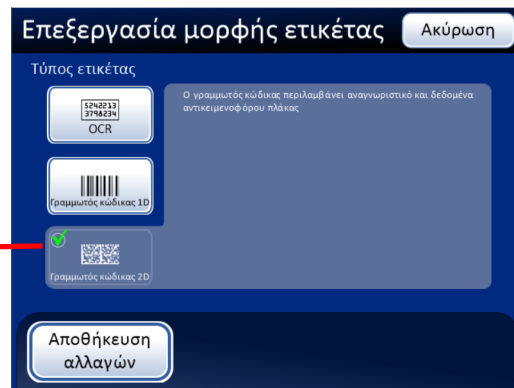 Επεξεργασία μορφής ετικέτας
Ακύρωση
Τύπος ετικέτας
5242213
3798234
OCR
Ο γραμμωτός κώδικας περιλαμβάνει αναγνωριστικό και δεδομένα
αντικειμενοφόρου πλάκας
Γραμμωτός κώδικας 1D
Γραμμωτός κώδικας 2D
Αποθήκευση
αλλαγών